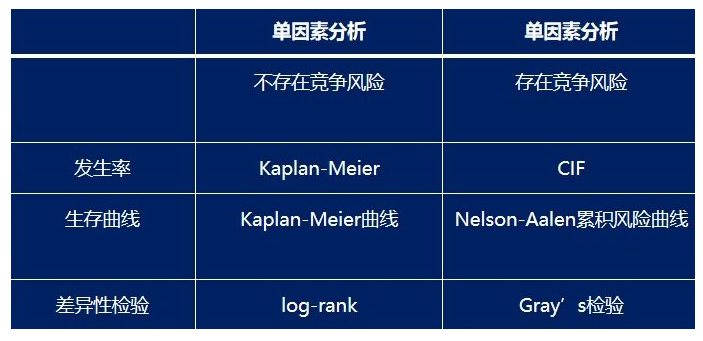 单因素分析 单因素分析
不存在竞争风险 存在竞争风险
发生率 Kaplan-Meier CIF
生存曲线 Kaplan-Meier曲线 Nelson-Aalen累积风险曲线
差异性检验 log-rank Gray’s检验